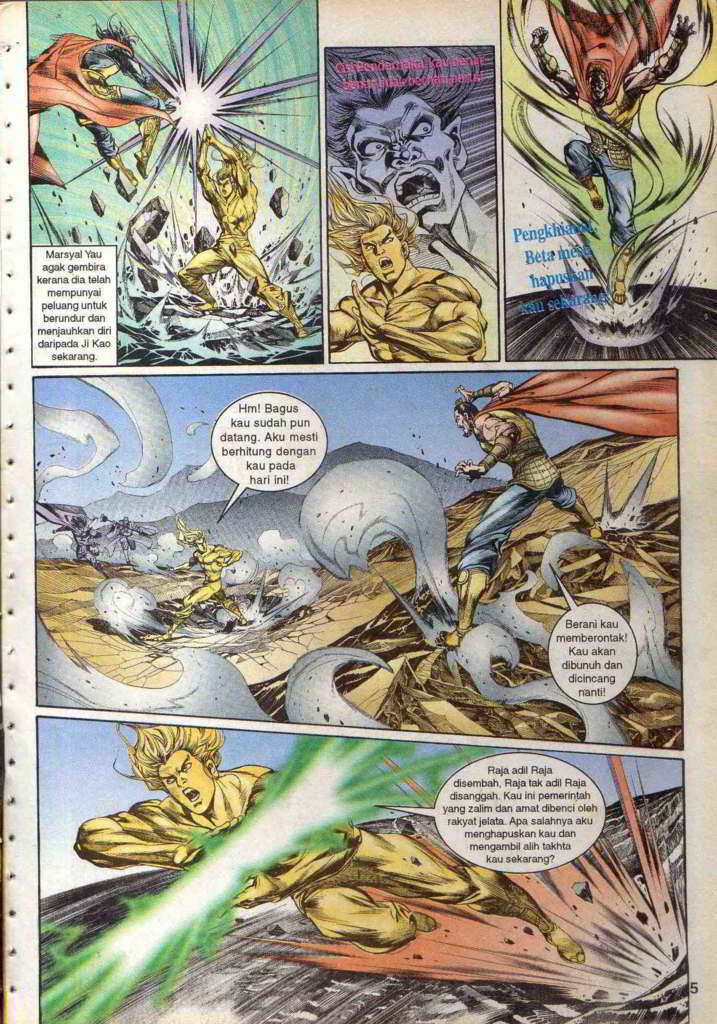 Marsyal Yau
agak gembira
kerana dia telah
mempunyai
peluang untuk
berundur dan
menjauhkan diri
daripada Ji Kao
sekarang.
kau benar-
benar tidak
Pengkhianat,
Beta mesti
hapuskan
kau sekarang
Hm! Bagus
kau sudah pun
datang. Aku mesti
berhitung dengan
kau pada
hari ini!
Berani kau
memberontak!
Kau akan
dibunuh dan
dicincang
nanti!
Raja adil Raja
disembah, Raja tak adil Raja
disanggah. Kau ini pemerintah
yang zalim dan amat dibenci oleh
rakyat jelata. Apa salahnya aku
menghapuskan kau dan
mengambil alih takhta
kau sekarang?
5